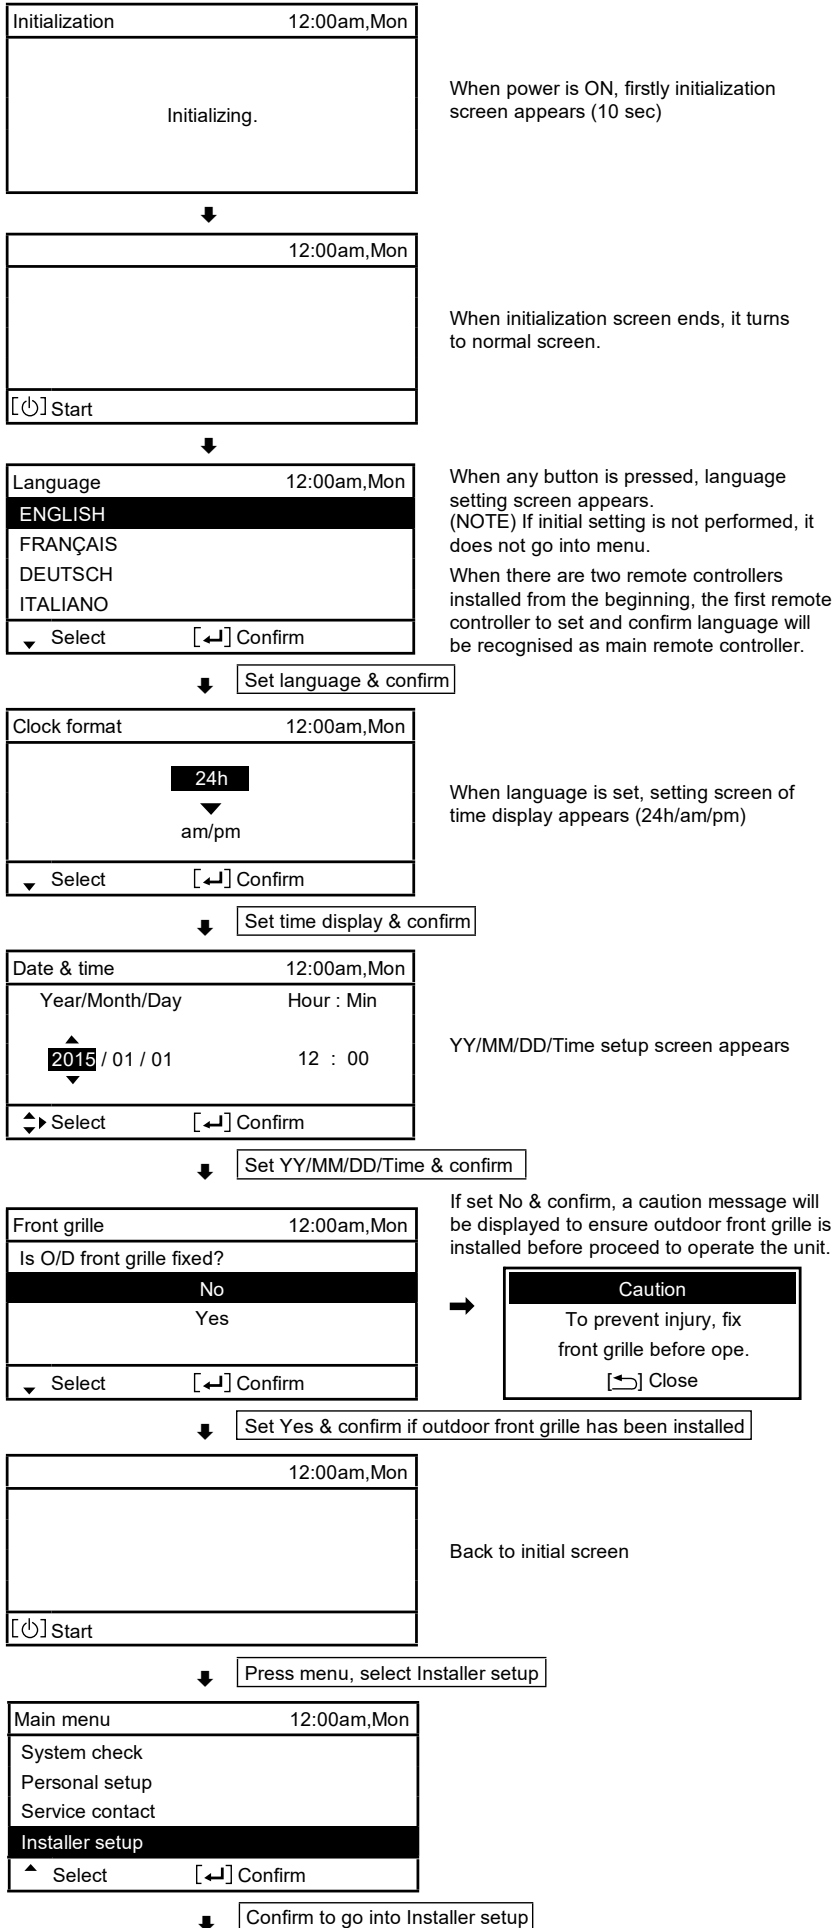 Initialization 12:00am,Mon
Initializing.
When power is ON, firstly initialization
screen appears (10 sec)
12:00am,Mon
[⏻] Start
When initialization screen ends, it turns
to normal screen.
Language 12:00am,Mon
ENGLISH
FRANÇAIS
DEUTSCH
ITALIANO
Select [↵] Confirm
When any button is pressed, language
setting screen appears.
(NOTE) If initial setting is not performed, it
does not go into menu.
When there are two remote controllers
installed from the beginning, the first remote
controller to set and confirm language will
be recognised as main remote controller.
Set language & confirm
Clock format 12:00am,Mon
24h
am/pm
Select [↵] Confirm
When language is set, setting screen of
time display appears (24h/am/pm)
Set time display & confirm
Date & time 12:00am,Mon
Year/Month/Day Hour : Min
2015 / 01 / 01 12 : 00
Select [↵] Confirm
YY/MM/DD/Time setup screen appears
Set YY/MM/DD/Time & confirm
Front grille 12:00am,Mon
Is O/D front grille fixed?
No
Yes
Select [↵] Confirm
If set No & confirm, a caution message will
be displayed to ensure outdoor front grille is
installed before proceed to operate the unit.
Caution
To prevent injury, fix
front grille before ope.
[⮌] Close
Set Yes & confirm if outdoor front grille has been installed
12:00am,Mon
[⏻] Start
Back to initial screen
Press menu, select Installer setup
Main menu 12:00am,Mon
System check
Personal setup
Service contact
Installer setup
Select [↵] Confirm
Confirm to go into Installer setup